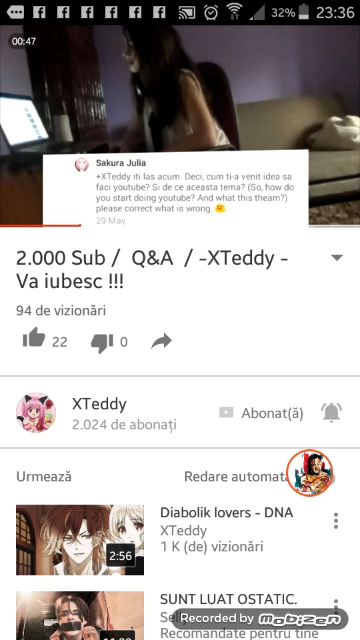 32% 23:36
00:47
Sakura Julia
+XTeddy iti las acum. Deci, cum ti-a venit idea sa
faci youtube? Si de ce aceasta tema? (So, how do
you start doing youtube? And what this theam?)
please correct what is wrong.
29 May
2.000 Sub / Q&A / -XTeddy -
Va iubesc !!!
94 de vizionări
22
0
XTeddy
2.024 de abonați
Abonat(ă)
Urmează
Redare automată
Diabolik lovers - DNA
XTeddy
1 K (de) vizionări
2:56
SUNT LUAT OSTATIC.
Recomandate pentru tine
Recorded by Mobizen